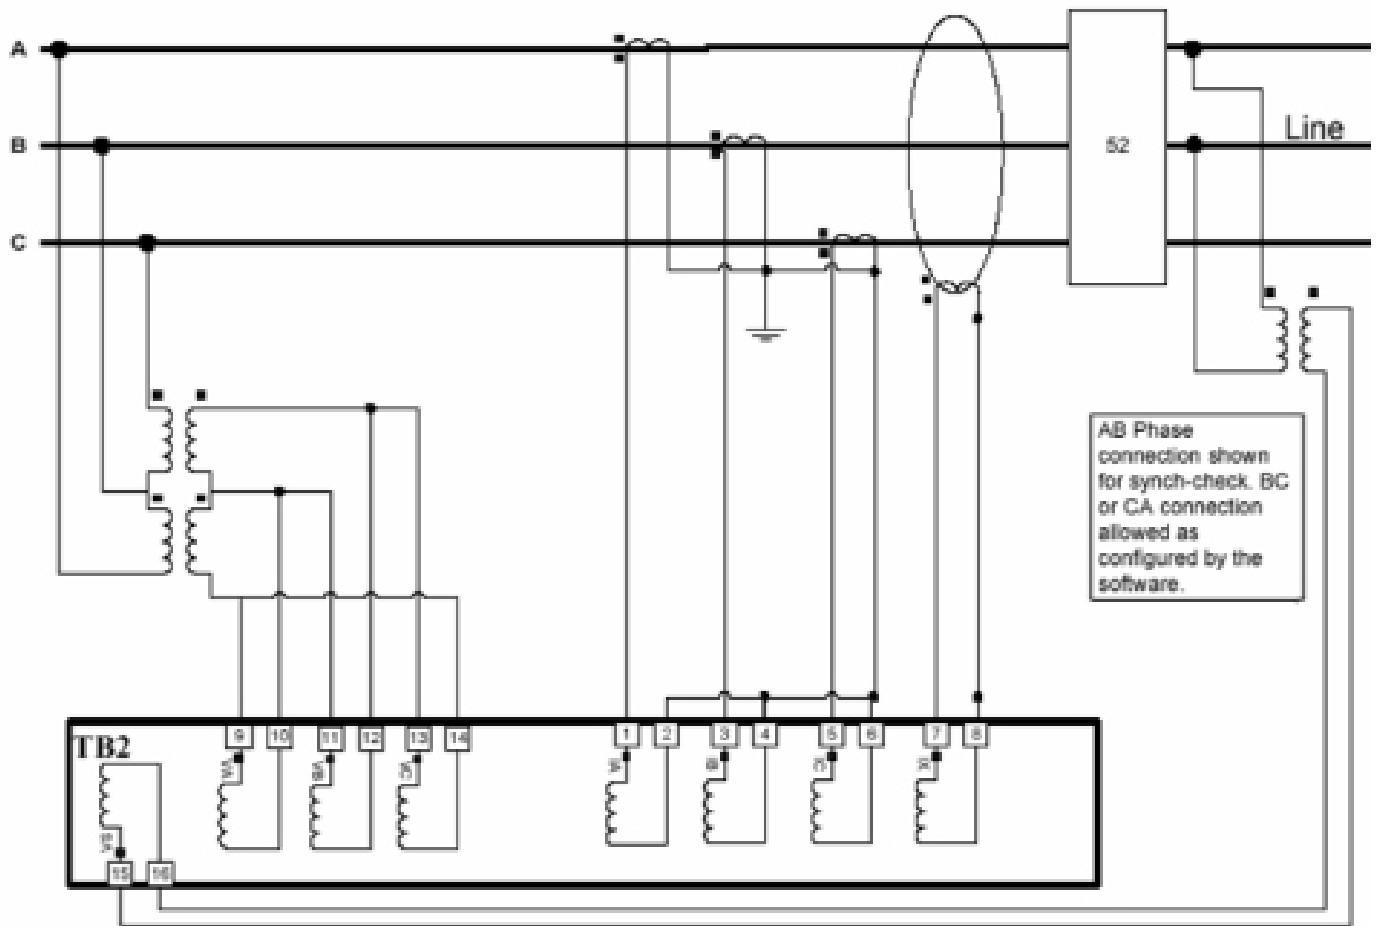 A
B
52
Line
C
AB Phase
connection shown
for synch-check. BC
or CA connection
allowed as
configured by the
software.
TB2
9
10
11
12
13
14
1
2
3
4
5
6
7
8
15
16